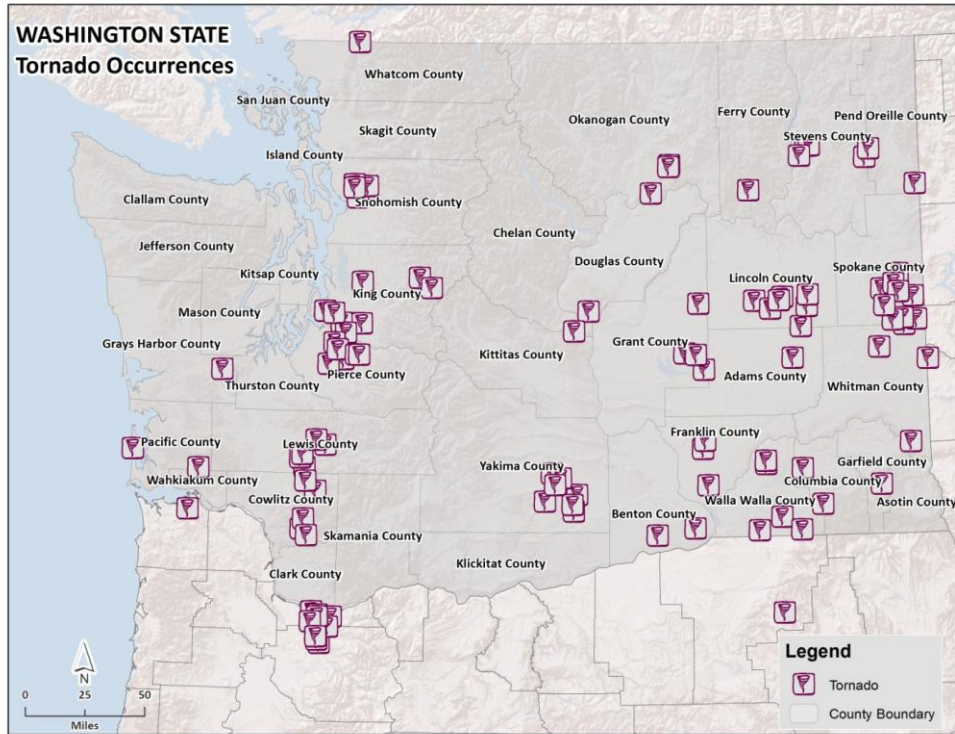 WASHINGTON STATE
Tornado Occurrences
Whatcom County
San Juan County
Skagit County
Island County
Okanogan County
Ferry County
Pend Oreille County
Stevens County
Clallam County
Snohomish County
Jefferson County
Chelan County
Kitsap County
King County
Douglas County
Lincoln County
Spokane County
Mason County
Grays Harbor County
Kittitas County
Grant County
Thurston County
Pierce County
Adams County
Whitman County
Pacific County
Lewis County
Franklin County
Wahkiakum County
Yakima County
Garfield County
Columbia County
Cowlitz County
Walla Walla County
Asotin County
Benton County
Skamania County
Klickitat County
Clark County
N
0 25 50
Miles
Legend
Tornado
County Boundary